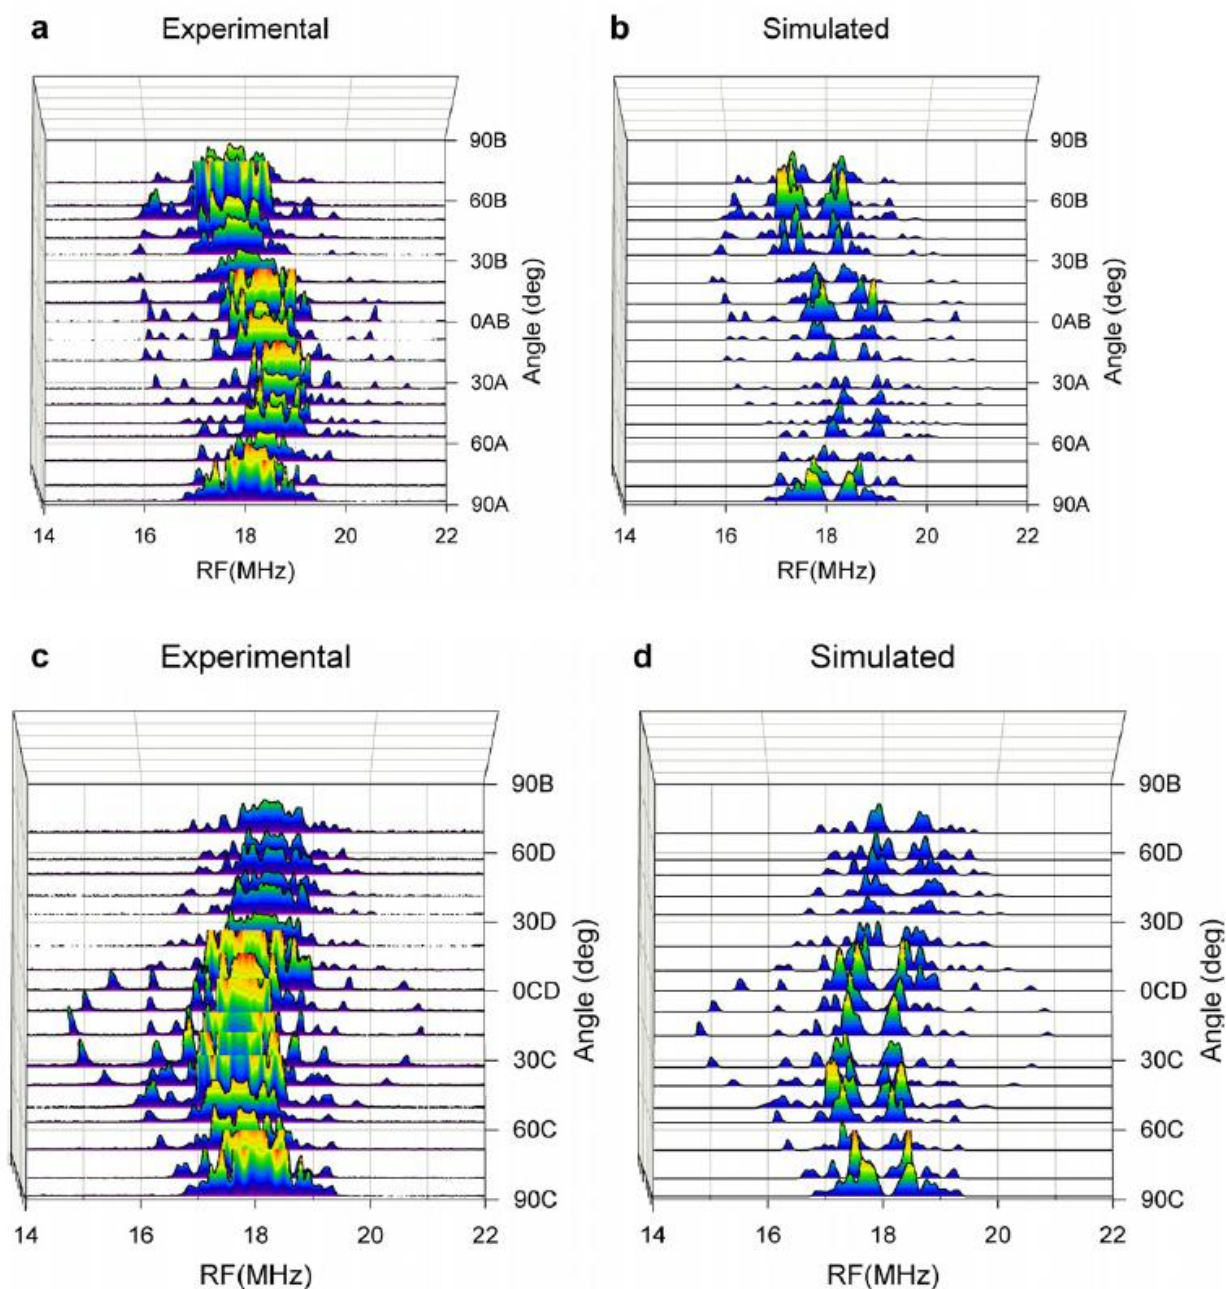 a Experimental
b Simulated
90B
60B
30B
0AB
30A
60A
90A
Angle (deg)
14 16 18 20 22
RF(MHz)
90B
60B
30B
0AB
30A
60A
90A
Angle (deg)
14 16 18 20 22
RF(MHz)
c Experimental
d Simulated
90B
60D
30D
0CD
30C
60C
90C
Angle (deg)
14 16 18 20 22
RF(MHz)
90B
60D
30D
0CD
30C
60C
90C
Angle (deg)
14 16 18 20 22
RF(MHz)